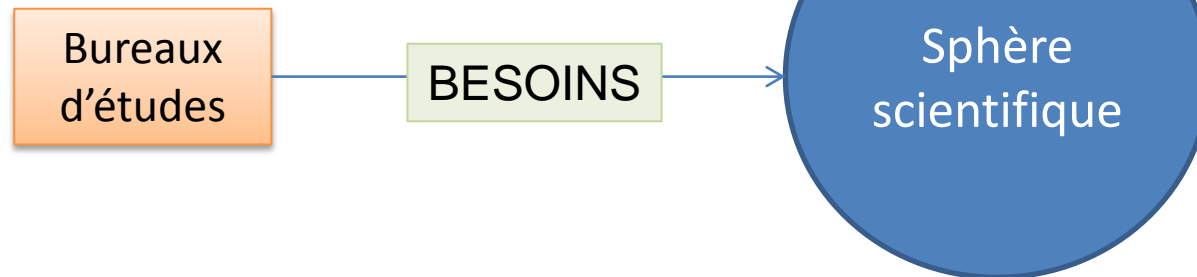 Bureaux
d’études
BESOINS
Sphère
scientifique